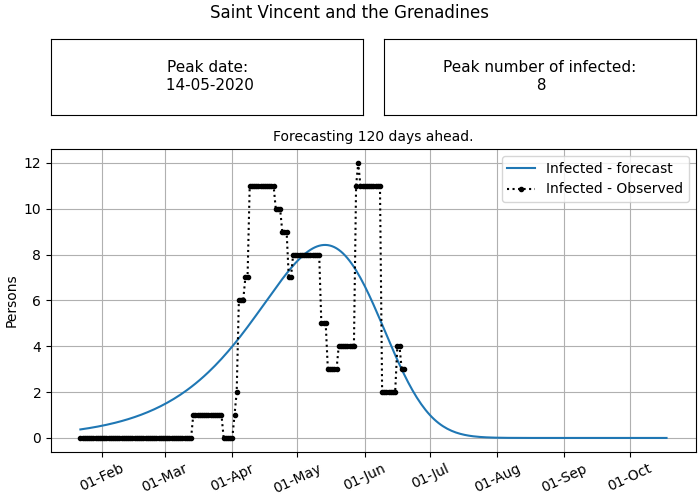 Saint Vincent and the Grenadines
Peak date:
14-05-2020
Peak number of infected:
8
Forecasting 120 days ahead.
Infected - forecast
Infected - Observed
Persons
12
10
8
6
4
2
0
01-Feb
01-Mar
01-Apr
01-May
01-Jun
01-Jul
01-Aug
01-Sep
01-Oct